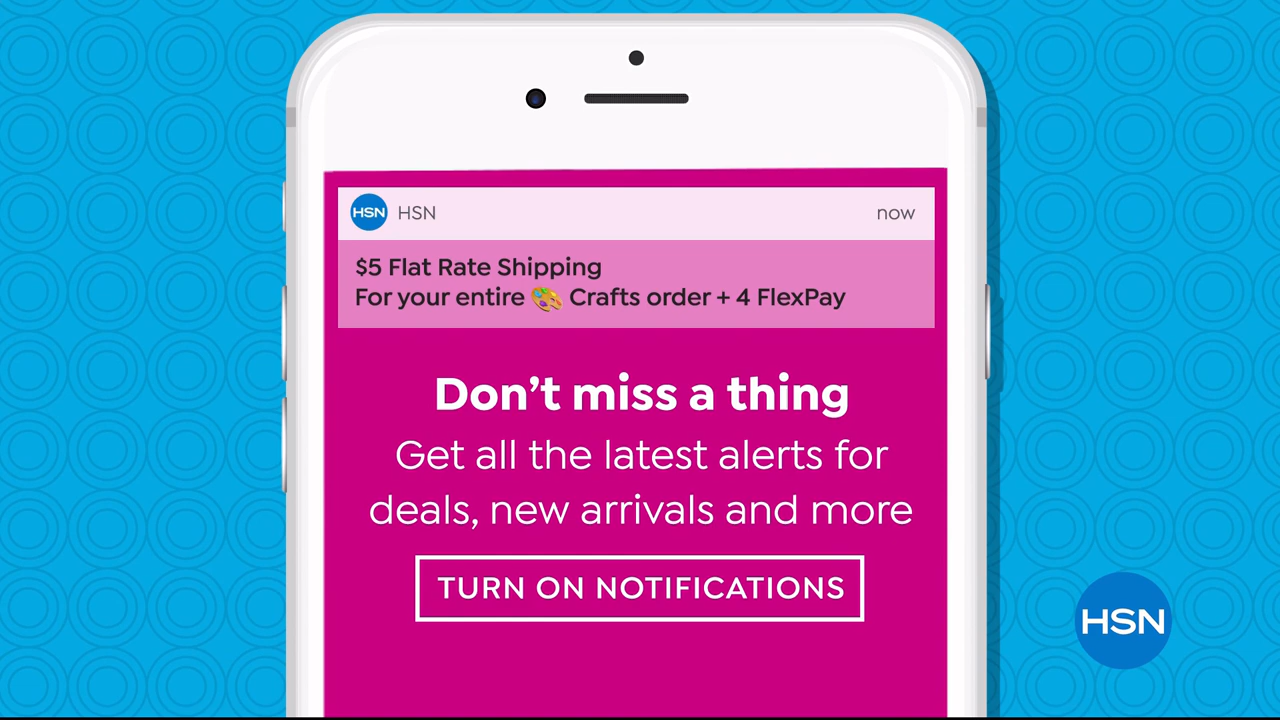 HSN HSN now
$5 Flat Rate Shipping
For your entire 🎨 Crafts order + 4 FlexPay
Don't miss a thing
Get all the latest alerts for
deals, new arrivals and more
TURN ON NOTIFICATIONS
HSN